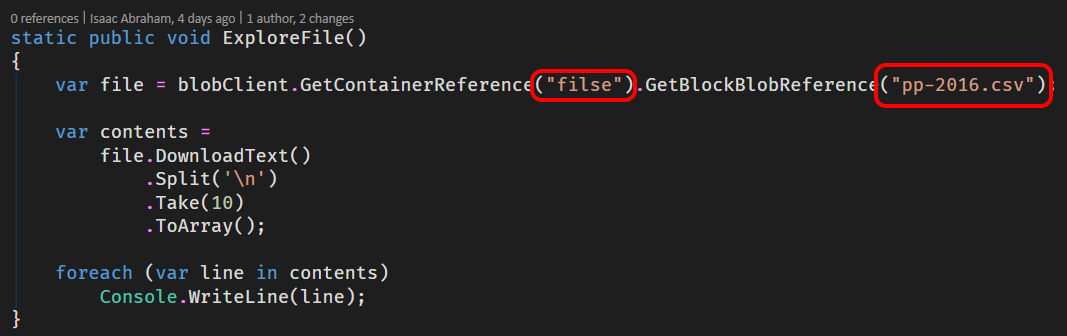 0 references | Isaac Abraham, 4 days ago | 1 author, 2 changes
static public void ExploreFile()
{
    var file = blobClient.GetContainerReference("filse").GetBlockBlobReference("pp-2016.csv");

    var contents =
        file.DownloadText()
            .Split('\n')
            .Take(10)
            .ToArray();

    foreach (var line in contents)
        Console.WriteLine(line);
}